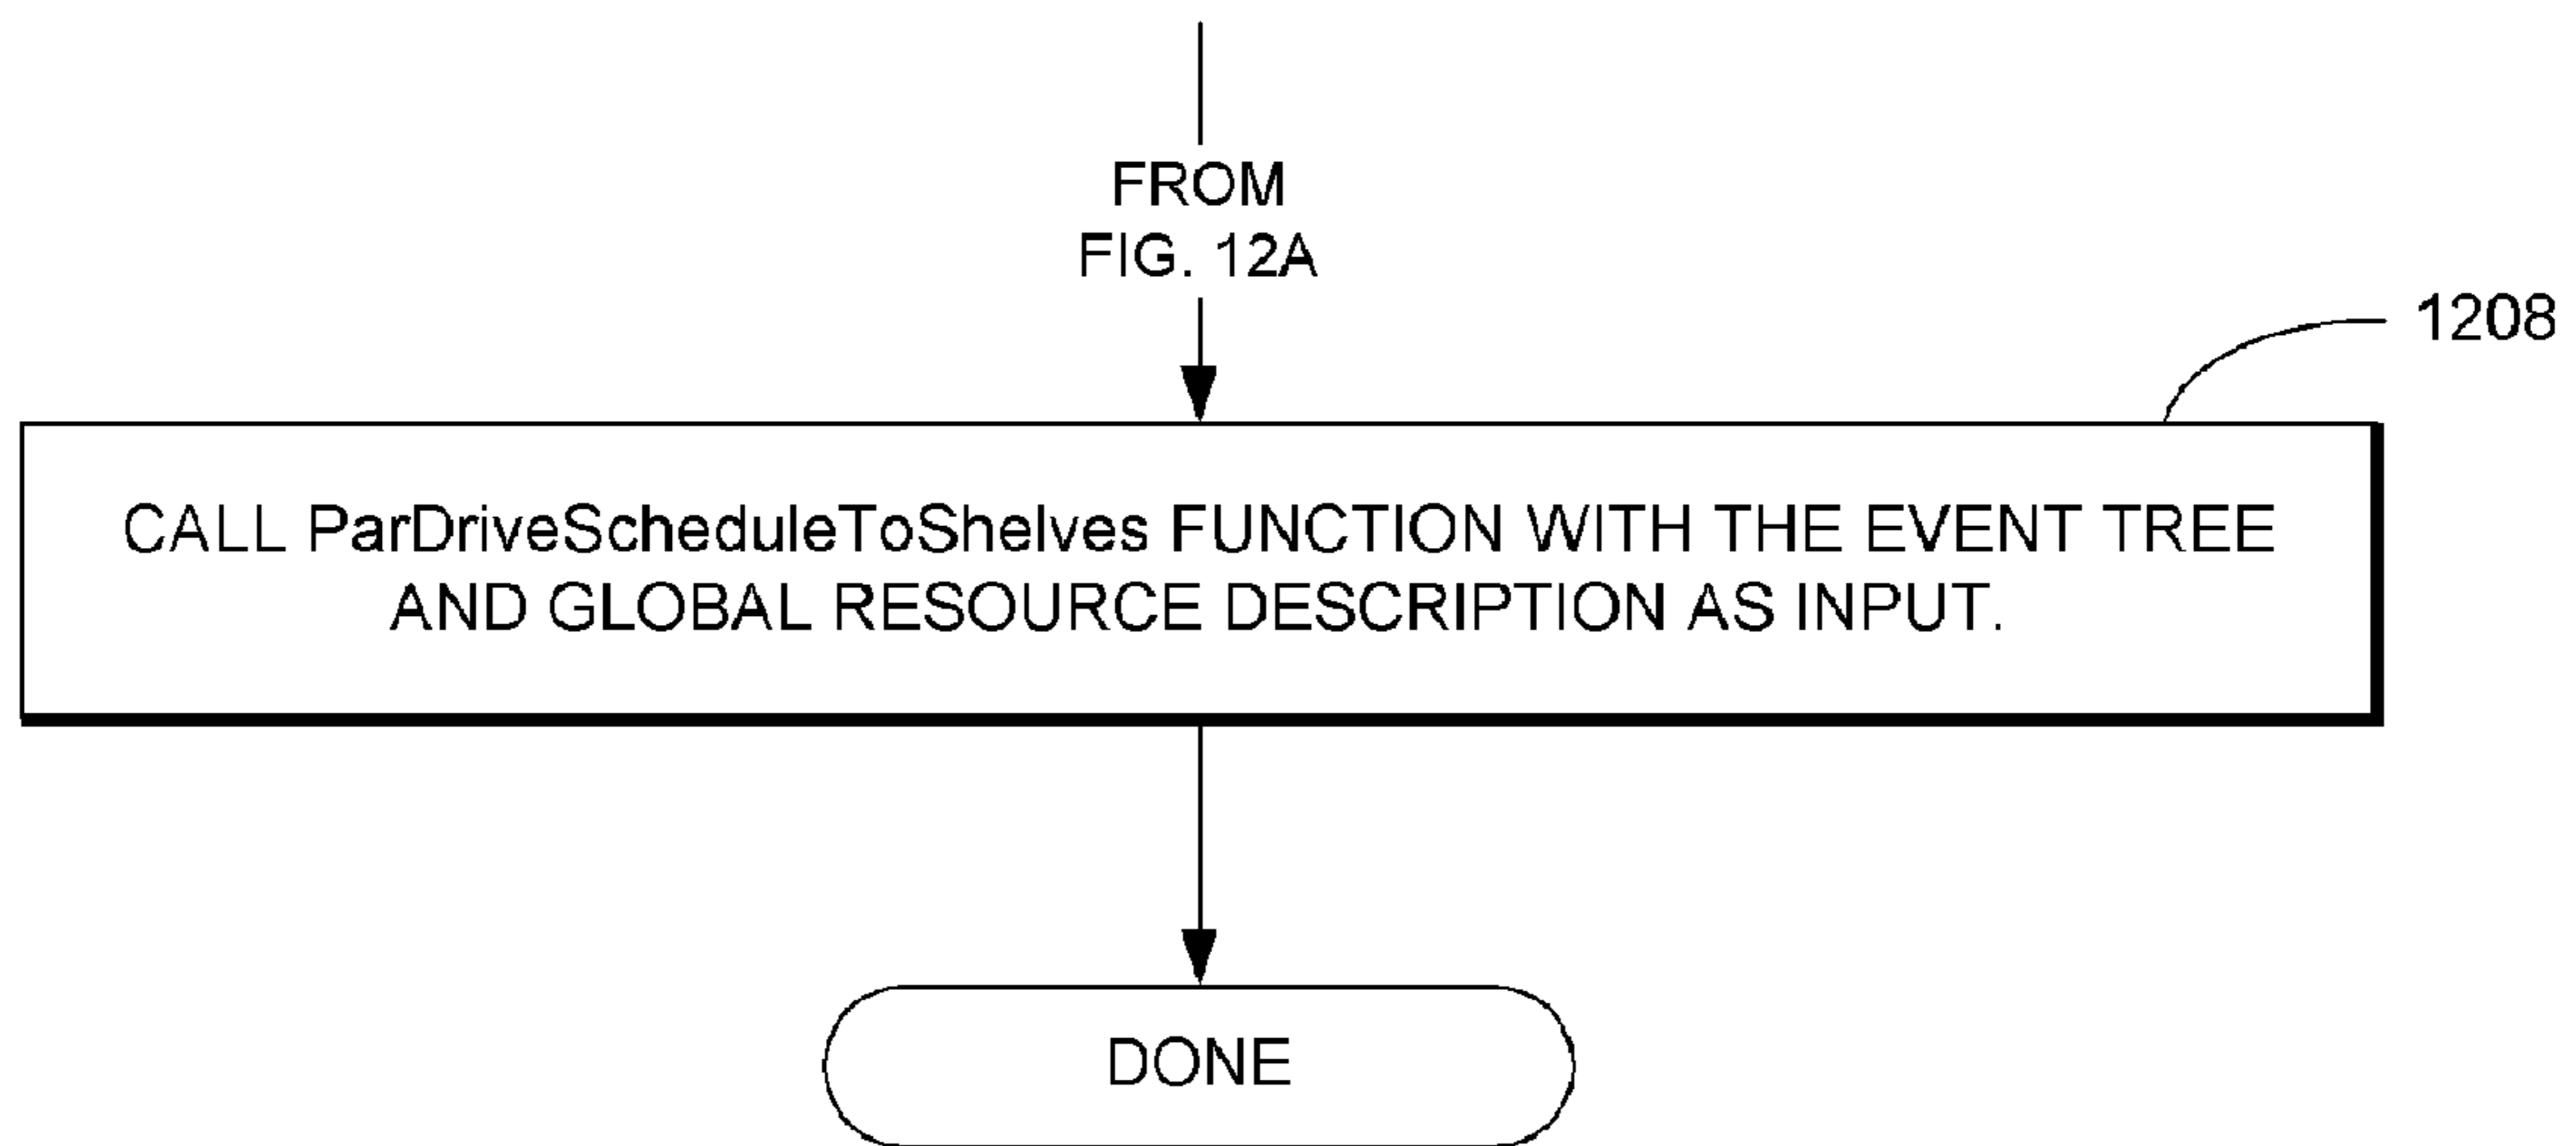 FROM
FIG. 12A
1208
CALL ParDriveScheduleToShelves FUNCTION WITH THE EVENT TREE
AND GLOBAL RESOURCE DESCRIPTION AS INPUT.
DONE